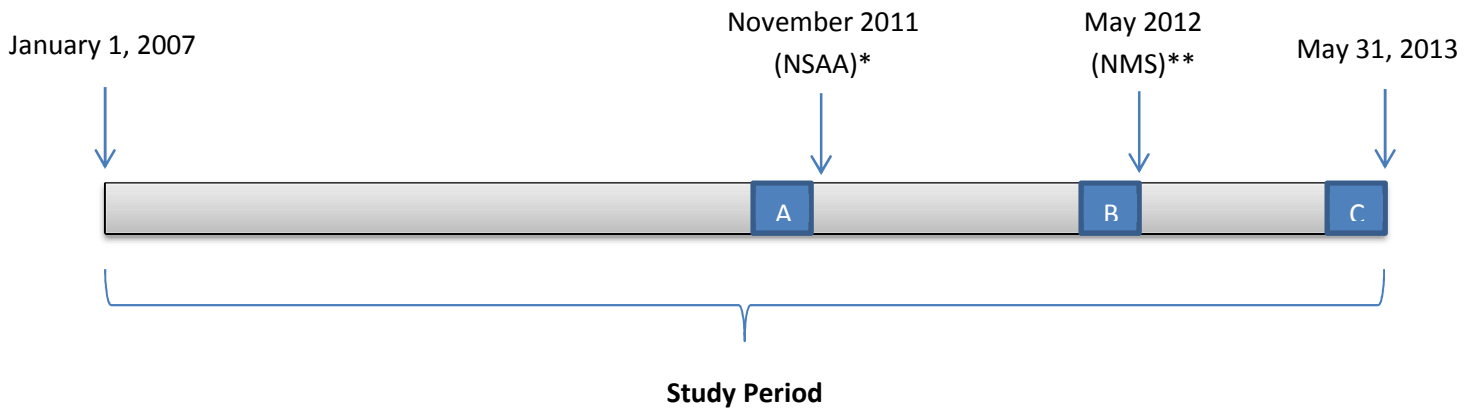 January 1, 2007
November 2011
(NSAA)*
May 2012
(NMS)**
May 31, 2013
A
B
C
Study Period